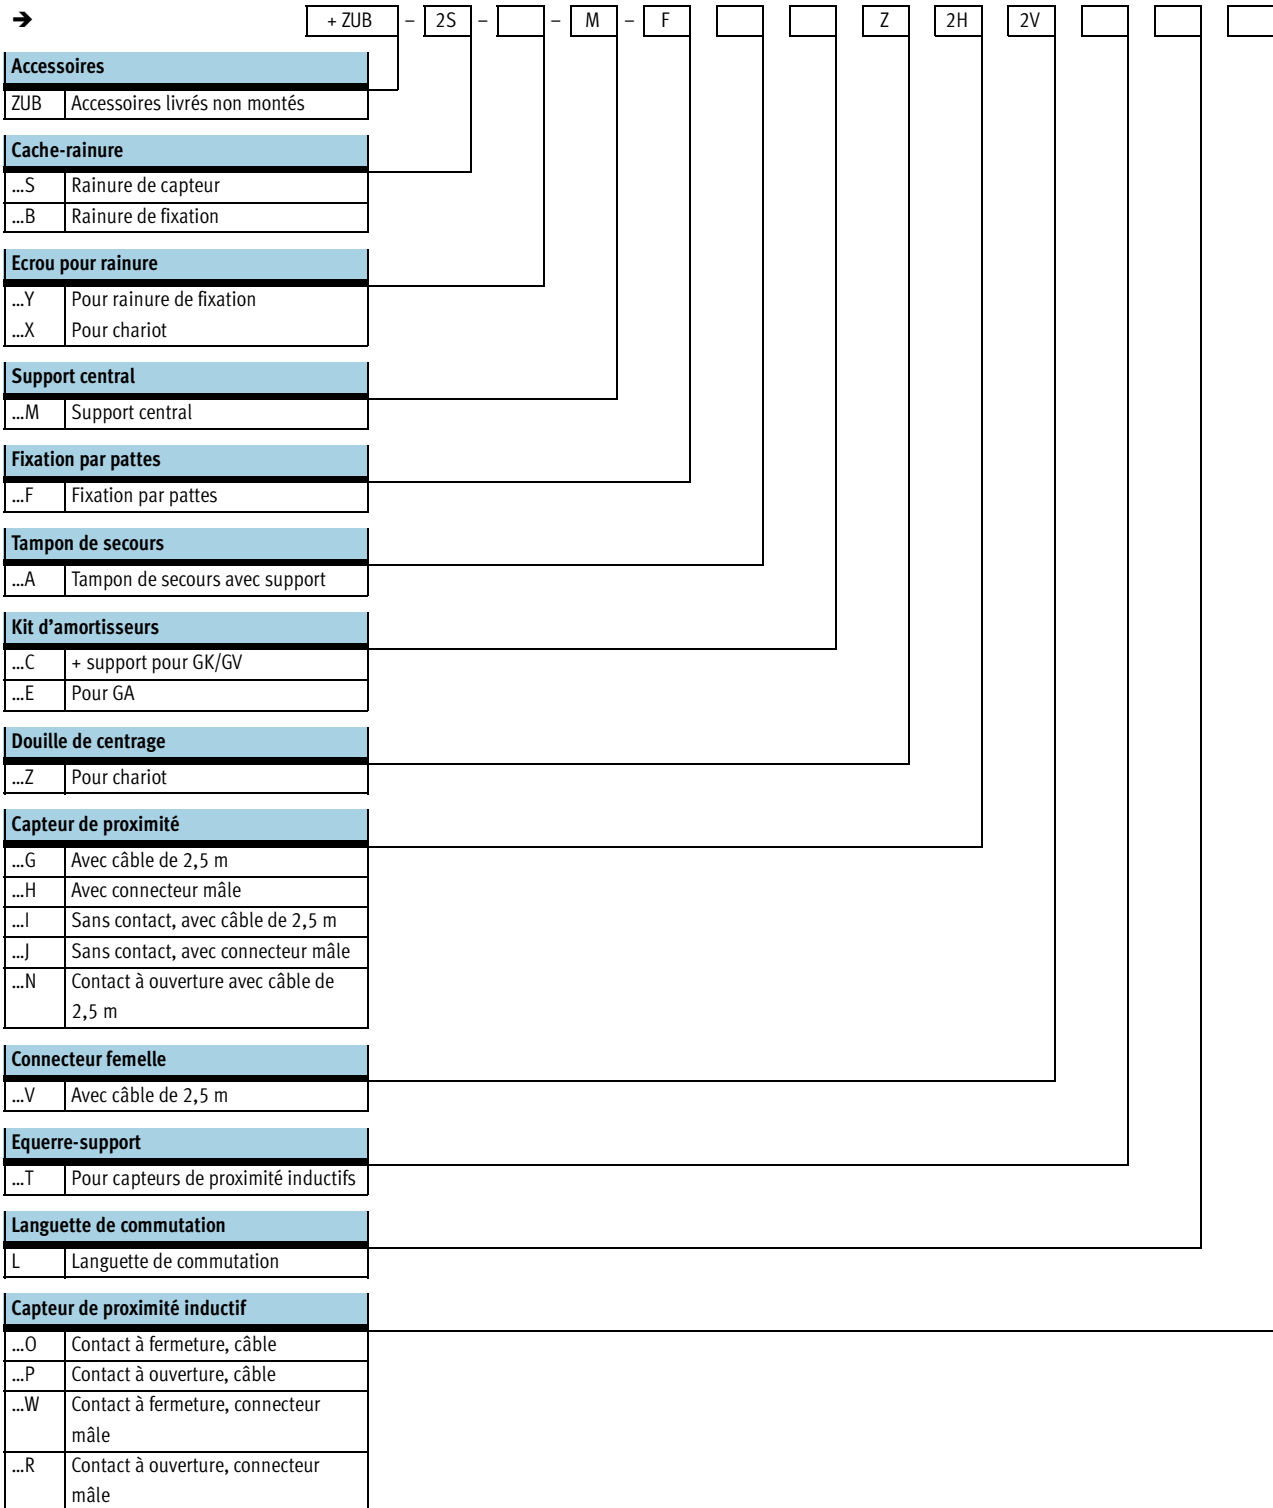 ➔ + ZUB – 2S – – M – F Z 2H 2V
Accessoires
ZUB Accessoires livrés non montés
Cache-rainure
...S Rainure de capteur
...B Rainure de fixation
Ecrou pour rainure
...Y Pour rainure de fixation
...X Pour chariot
Support central
...M Support central
Fixation par pattes
...F Fixation par pattes
Tampon de secours
...A Tampon de secours avec support
Kit d’amortisseurs
...C + support pour GK/GV
...E Pour GA
Douille de centrage
...Z Pour chariot
Capteur de proximité
...G Avec câble de 2,5 m
...H Avec connecteur mâle
...I Sans contact, avec câble de 2,5 m
...J Sans contact, avec connecteur mâle
...N Contact à ouverture avec câble de
2,5 m
Connecteur femelle
...V Avec câble de 2,5 m
Equerre-support
...T Pour capteurs de proximité inductifs
Languette de commutation
L Languette de commutation
Capteur de proximité inductif
...O Contact à fermeture, câble
...P Contact à ouverture, câble
...W Contact à fermeture, connecteur
mâle
...R Contact à ouverture, connecteur
mâle